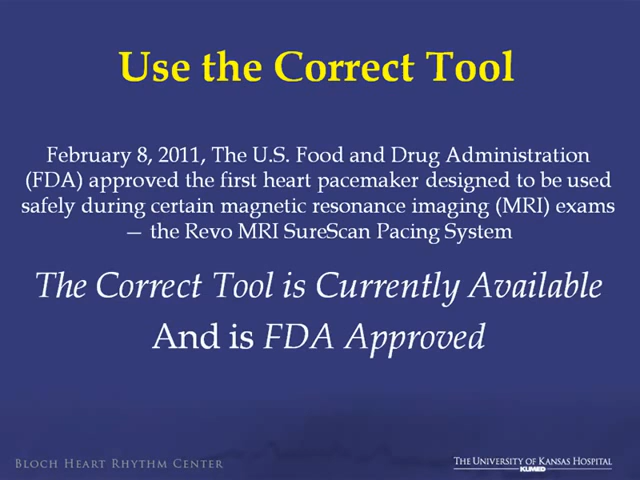 Use the Correct Tool
February 8, 2011, The U.S. Food and Drug Administration
(FDA) approved the first heart pacemaker designed to be used
safely during certain magnetic resonance imaging (MRI) exams
— the Revo MRI SureScan Pacing System
The Correct Tool is Currently Available
And is FDA Approved
BLOCH HEART RHYTHM CENTER
THE UNIVERSITY OF KANSAS HOSPITAL
KUMED